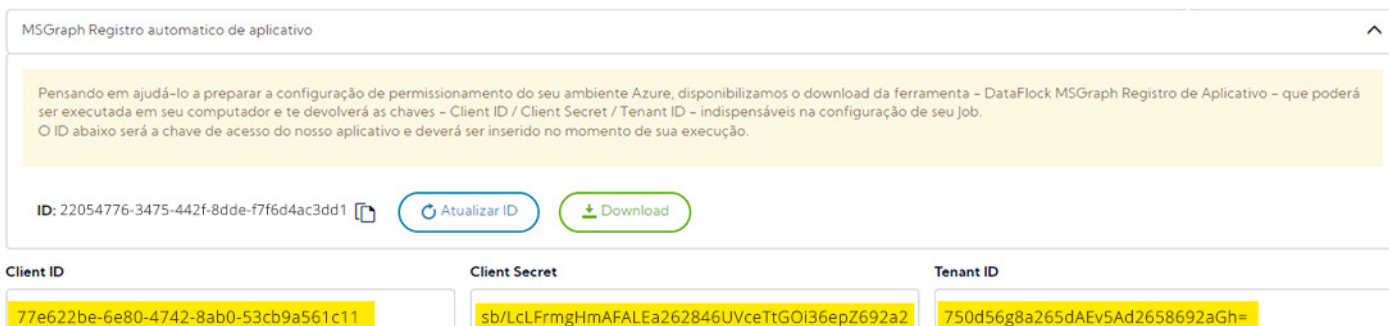 MSGraph Registro automatico de aplicativo
Pensando em ajudá-lo a preparar a configuração de permissionamento do seu ambiente Azure, disponibilizamos o download da ferramenta – DataFlock MSGraph Registro de Aplicativo – que poderá
ser executada em seu computador e te devolverá as chaves – Client ID / Client Secret / Tenant ID – indispensáveis na configuração de seu Job.
O ID abaixo será a chave de acesso do nosso aplicativo e deverá ser inserido no momento de sua execução.
ID: 22054776-3475-442f-8dde-f7f6d4ac3dd1 Atualizar ID Download
Client ID Client Secret Tenant ID
77e622be-6e80-4742-8ab0-53cb9a561c11 sb/LcLFrmgHmAFALEa262846UVceTtGOi36epZ692a2 750d56g8a265dAEv5Ad2658692aGh=